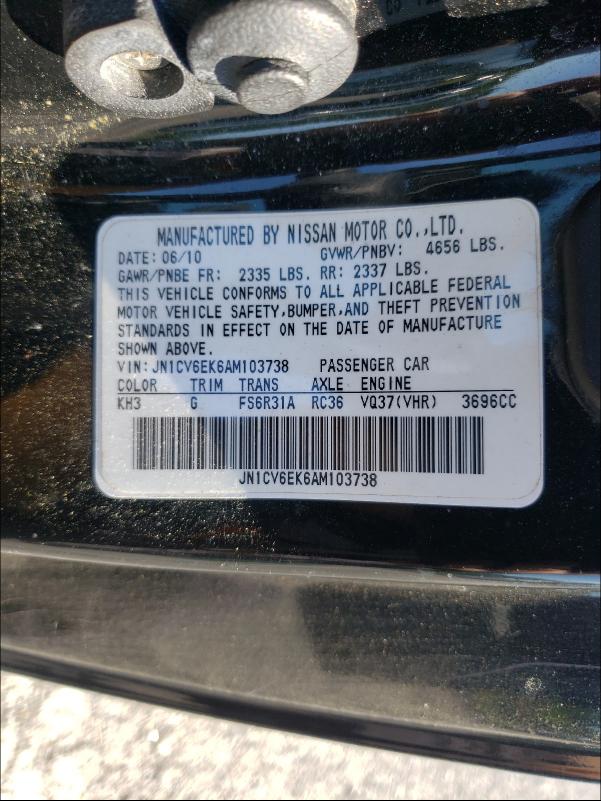 MANUFACTURED BY NISSAN MOTOR CO.,LTD.
DATE: 06/10 GVWR/PNBV: 4656 LBS.
GAWR/PNBE FR: 2335 LBS. RR: 2337 LBS.
THIS VEHICLE CONFORMS TO ALL APPLICABLE FEDERAL
MOTOR VEHICLE SAFETY,BUMPER,AND THEFT PREVENTION
STANDARDS IN EFFECT ON THE DATE OF MANUFACTURE
SHOWN ABOVE.
VIN:JN1CV6EK6AM103738 PASSENGER CAR
COLOR TRIM TRANS AXLE ENGINE
KH3 G FS6R31A RC36 VQ37(VHR) 3696CC
JN1CV6EK6AM103738